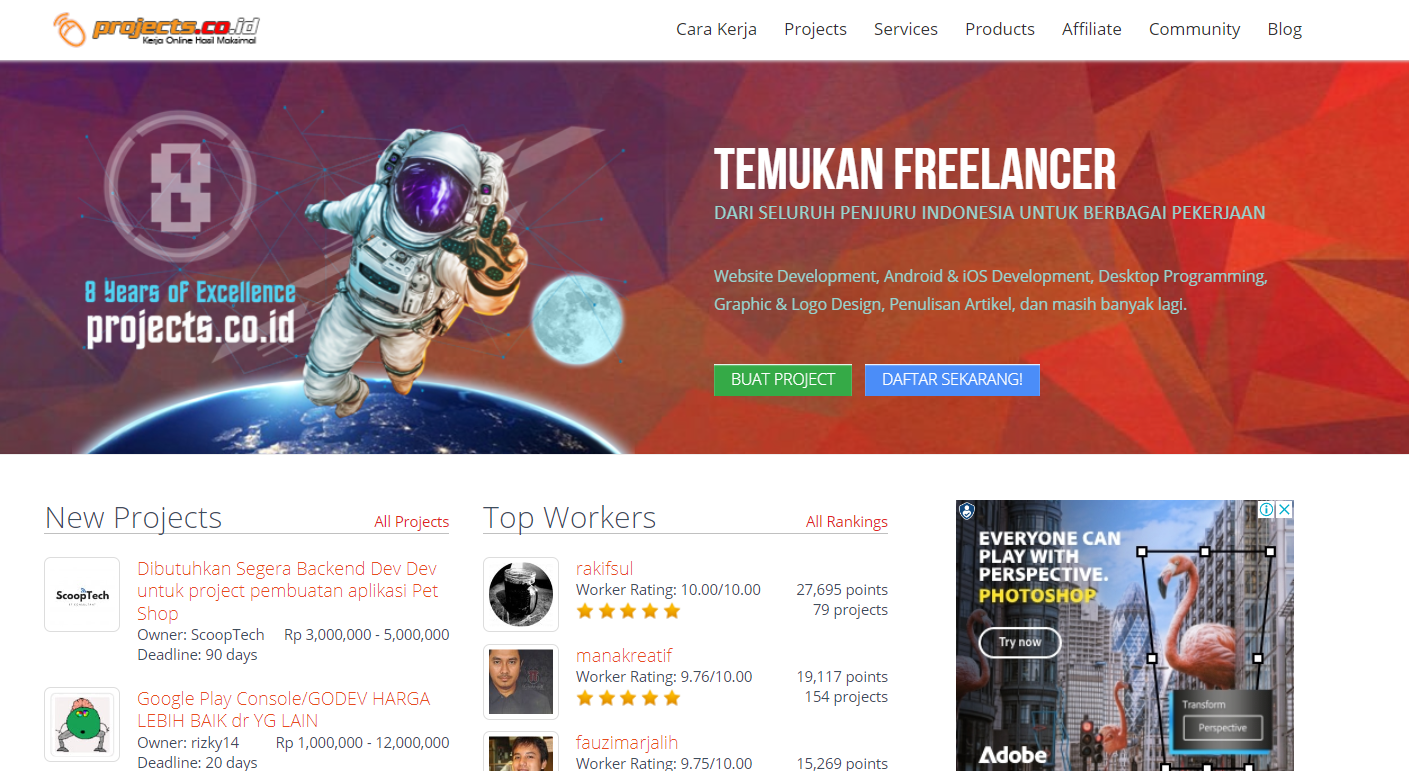 projects.co.id
Kerja Online Hasil Maksimal
Cara Kerja
Projects
Services
Products
Affiliate
Community
Blog
8
8 Years of Excellence
projects.co.id
TEMUKAN FREELANCER
DARI SELURUH PENJURU INDONESIA UNTUK BERBAGAI PEKERJAAN
Website Development, Android & iOS Development, Desktop Programming,
Graphic & Logo Design, Penulisan Artikel, dan masih banyak lagi.
BUAT PROJECT
DAFTAR SEKARANG!
New Projects
All Projects
ScoopTech
Dibutuhkan Segera Backend Dev Dev
untuk project pembuatan aplikasi Pet
Shop
Owner: ScoopTech Rp 3,000,000 - 5,000,000
Deadline: 90 days
Google Play Console/GODEV HARGA
LEBIH BAIK dr YG LAIN
Owner: rizky14 Rp 1,000,000 - 12,000,000
Deadline: 20 days
Top Workers
All Rankings
rakifsul
Worker Rating: 10.00/10.00 27,695 points
79 projects
manakreatif
Worker Rating: 9.76/10.00 19,117 points
154 projects
fauzimarjalih
Worker Rating: 9.75/10.00 15,269 points
EVERYONE CAN
PLAY WITH
PERSPECTIVE.
PHOTOSHOP
Try now
Transform
Perspective
Adobe